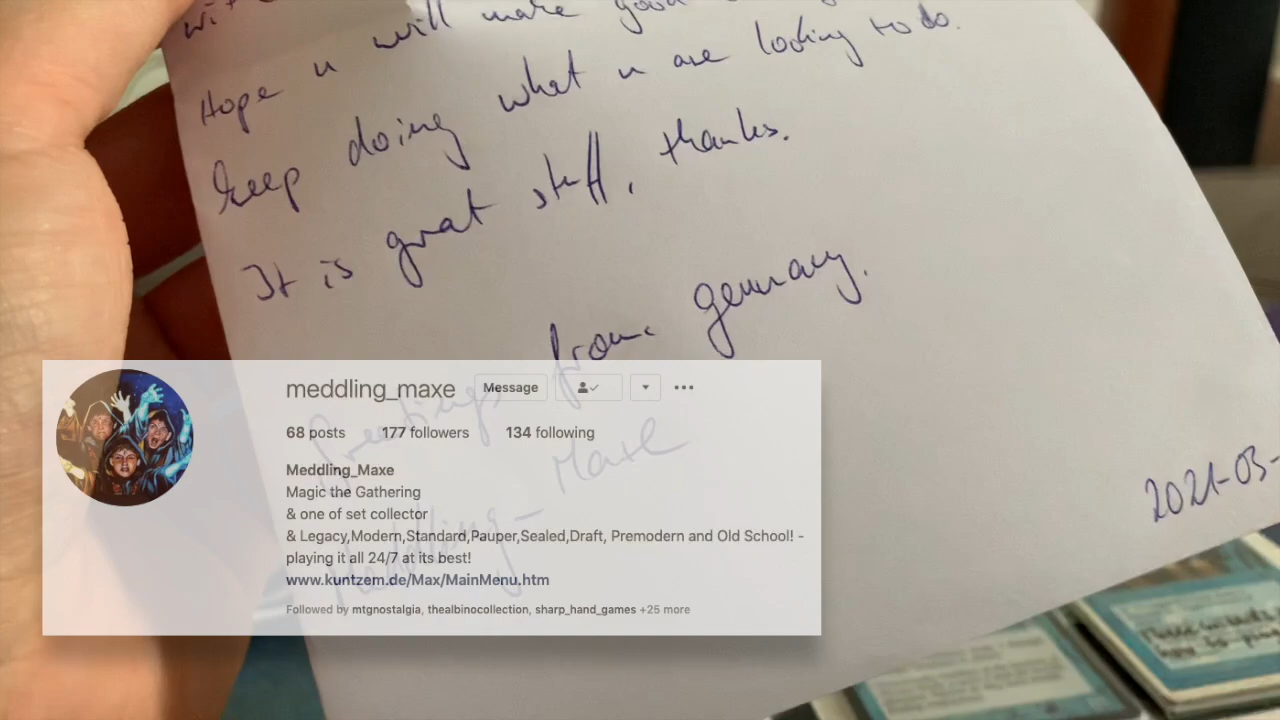 Hope u will make good
keep doing what u are looking to do.
It is great stuff, thanks.
Greetings from germany.
Meddling_Maxe
2021-03-
meddling_maxe Message
68 posts 177 followers 134 following
Meddling_Maxe
Magic the Gathering
& one of set collector
& Legacy,Modern,Standard,Pauper,Sealed,Draft, Premodern and Old School! -
playing it all 24/7 at its best!
www.kuntzem.de/Max/MainMenu.htm
Followed by mtgnostalgia, thealbinocollection, sharp_hand_games +25 more